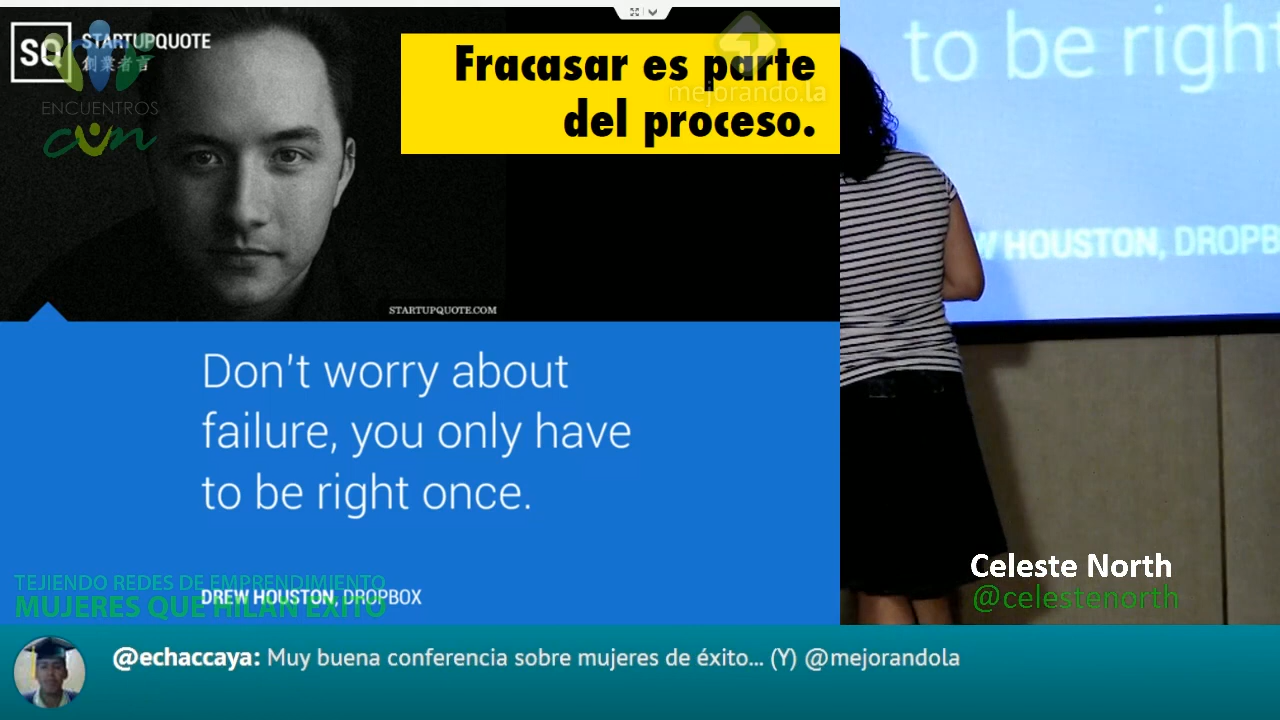 SQ
STARTUPQUOTE
創業者言
ENCUENTROS
cum
Fracasar es parte
del proceso.
mejorando.la
STARTUPQUOTE.COM
Don't worry about
failure, you only have
to be right once.
TEJIENDO REDES DE EMPRENDIMIENTO
MUJERES QUE HILAN ÉXITO
DREW HOUSTON, DROPBOX
to be right
W HOUSTON, DROPB
Celeste North
@celestenorth
@echaccaya: Muy buena conferencia sobre mujeres de éxito... (Y) @mejorandola